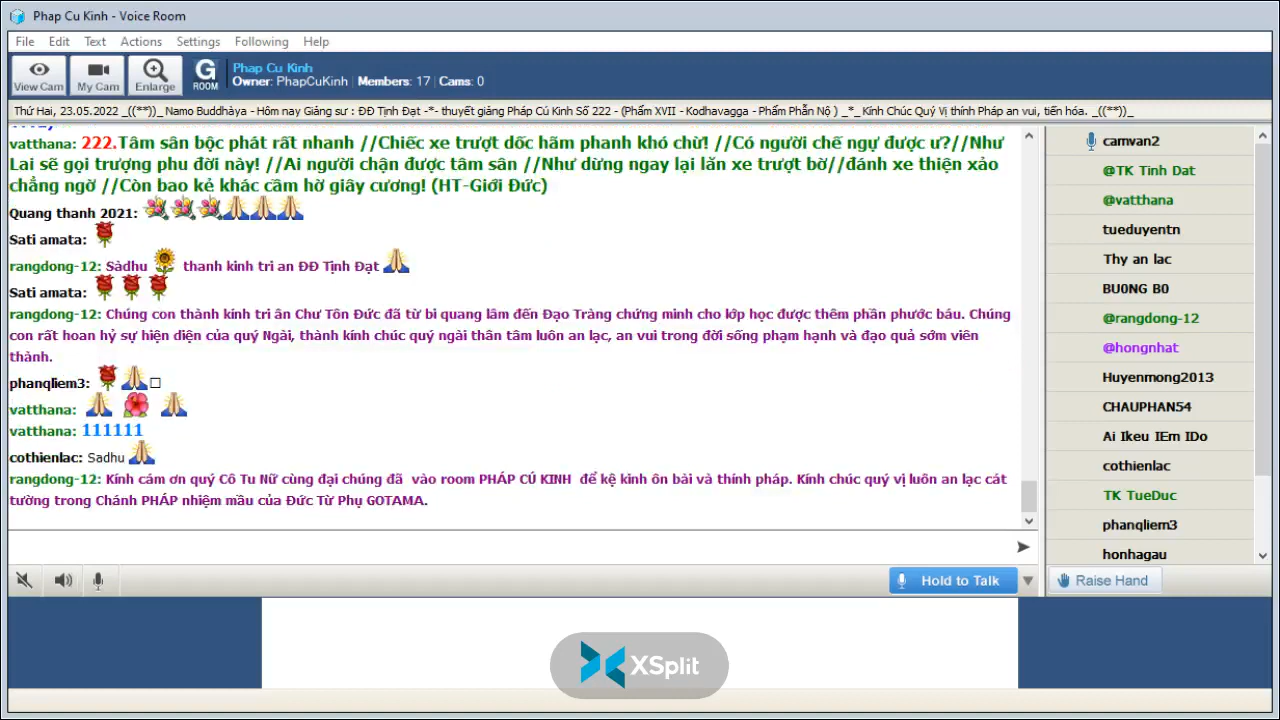 Phap Cu Kinh - Voice Room
File Edit Text Actions Settings Following Help
View Cam My Cam Enlarge G ROOM
Phap Cu Kinh
Owner: PhapCuKinh Members: 17 Cams: 0
Thứ Hai, 23.05.2022 _((**))_ Namo Buddhàya - Hôm nay Giảng sư : ĐĐ Tịnh Đạt -*- thuyết giảng Pháp Cú Kinh Số 222 - (Phẩm XVII - Kodhavagga - Phẩm Phẫn Nộ ) _*_ Kính Chúc Quý Vị thính Pháp an vui, tiến hóa. _((**))_
vatthana: 222.Tâm sân bộc phát rất nhanh //Chiếc xe trượt dốc hãm phanh khó chừ! //Có người chế ngự được ư?//Như
Lai sẽ gọi trượng phu đời này! //Ai người chận được tâm sân //Như dừng ngay lại lăn xe trượt bờ//đánh xe thiện xảo
chẳng ngờ //Còn bao kẻ khác cầm hờ giây cương! (HT-Giới Đức)
Quang thanh 2021:
Sati amata:
rangdong-12: Sàdhu thanh kinh tri an ĐĐ Tịnh Đạt
Sati amata:
rangdong-12: Chúng con thành kính tri ân Chư Tôn Đức đã từ bi quang lâm đến Đạo Tràng chứng minh cho lớp học được thêm phần phước báu. Chúng
con rất hoan hỷ sự hiện diện của quý Ngài, thành kính chúc quý ngài thân tâm luôn an lạc, an vui trong đời sống phạm hạnh và đạo quả sớm viên
thành.
phanqliem3:
vatthana:
vatthana: 111111
cothienlac: Sadhu
rangdong-12: Kính cám ơn quý Cô Tu Nữ cùng đại chúng đã vào room PHÁP CÚ KINH để kệ kinh ôn bài và thính pháp. Kính chúc quý vị luôn an lạc cát
tường trong Chánh PHÁP nhiệm mầu của Đức Từ Phụ GOTAMA.
camvan2
@TK Tinh Dat
@vatthana
tueduyentn
Thy an lac
BU0NG B0
@rangdong-12
@hongnhat
Huyenmong2013
CHAUPHAN54
Ai Ikeu IEm IDo
cothienlac
TK TueDuc
phanqliem3
honhagau
Hold to Talk
Raise Hand
XSplit